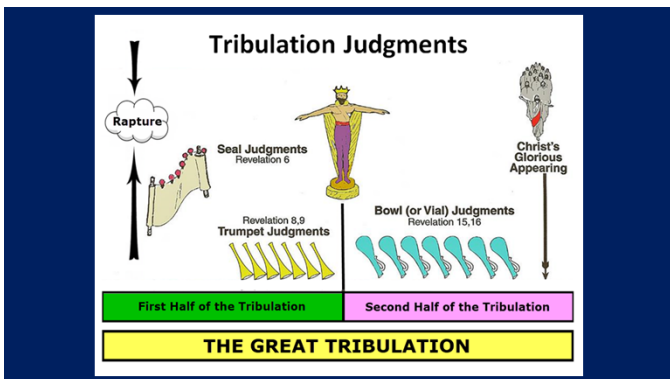 Tribulation Judgments
Rapture
Seal Judgments
Revelation 6
Christ's
Glorious
Appearing
Revelation 8,9
Trumpet Judgments
Bowl (or Vial) Judgments
Revelation 15,16
First Half of the Tribulation
Second Half of the Tribulation
THE GREAT TRIBULATION